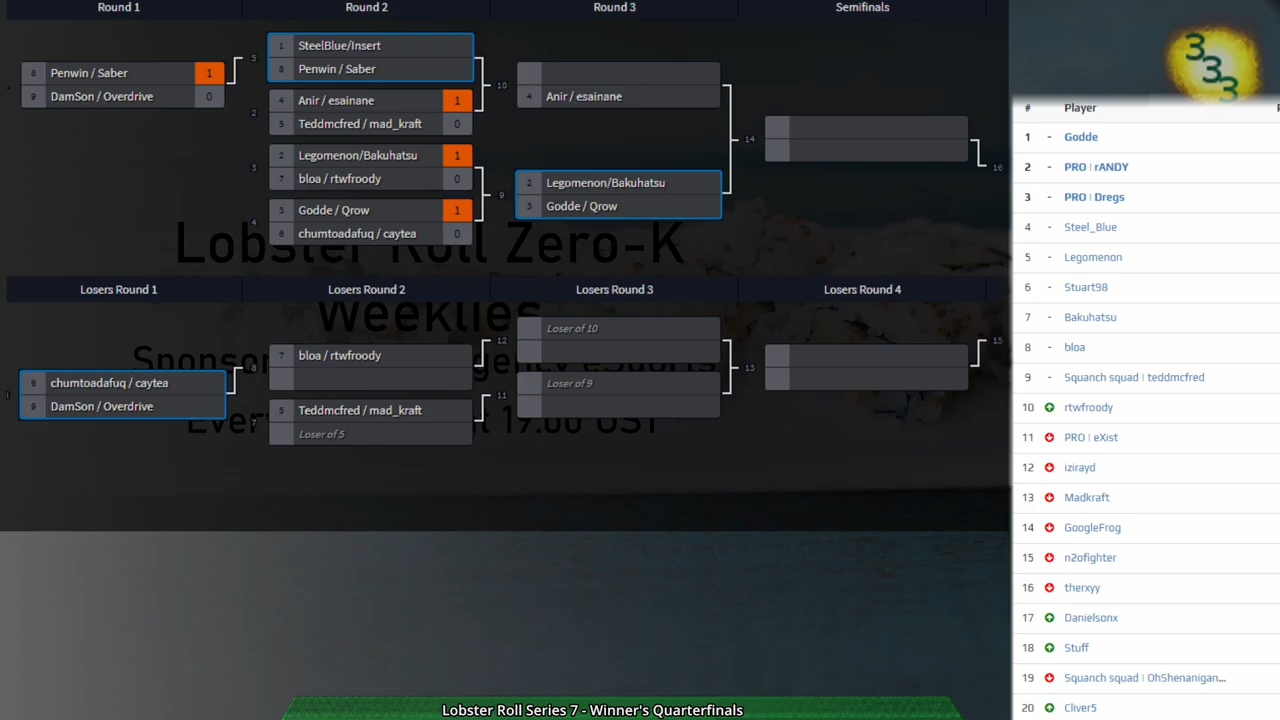 Round 1
Round 2
Round 3
Semifinals
8 Penwin / Saber 1
9 DamSon / Overdrive 0
5
1 SteelBlue/Insert
8 Penwin / Saber
2
4 Anir / esainane 1
5 Teddmcfred / mad_kraft 0
3
2 Legomenon/Bakuhatsu 1
7 bloa / rtwfroody 0
4
Godde / Qrow 1
6 chumtoadafuq / caytea 0
10
4 Anir / esainane
9
2 Legomenon/Bakuhatsu
3 Godde / Qrow
14
16
Lobster Roll Zero-K
Weeklies
Losers Round 1
Losers Round 2
Losers Round 3
Losers Round 4
chumtoadafuq / caytea
9 DamSon / Overdrive
8
7 bloa / rtwfroody
7
5 Teddmcfred / mad_kraft
Loser of 5
12
Loser of 10
11
Loser of 9
13
15
3
3
3
# Player
1 - Godde
2 - PRO | rANDY
3 - PRO | Dregs
4 - Steel_Blue
5 - Legomenon
6 - Stuart98
7 - Bakuhatsu
8 - bloa
9 - Squanch squad | teddmcfred
10 rtwfroody
11 PRO | eXist
12 izirayd
13 Madkraft
14 GoogleFrog
15 n2ofighter
16 therxyy
17 Danielsonx
18 Stuff
19 Squanch squad | OhShenanigan...
20 Cliver5
Lobster Roll Series 7 - Winner's Quarterfinals